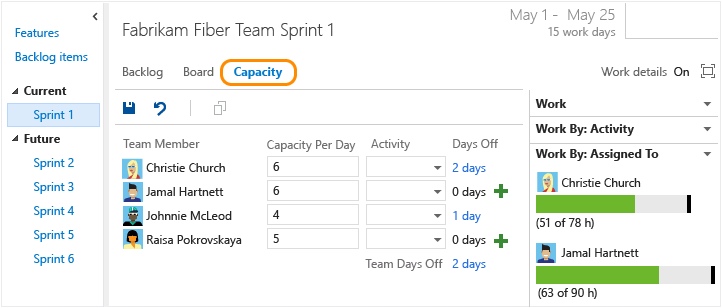 Features
Backlog items
Current
Sprint 1
Future
Sprint 2
Sprint 3
Sprint 4
Sprint 5
Sprint 6
Fabrikam Fiber Team Sprint 1
May 1 - May 25
15 work days
Backlog Board Capacity
Work details On
Team Member Capacity Per Day Activity Days Off
Christie Church 6 2 days
Jamal Hartnett 6 0 days
Johnnie McLeod 4 1 day
Raisa Pokrovskaya 5 0 days
Team Days Off 2 days
Work
Work By: Activity
Work By: Assigned To
Christie Church
(51 of 78 h)
Jamal Hartnett
(63 of 90 h)